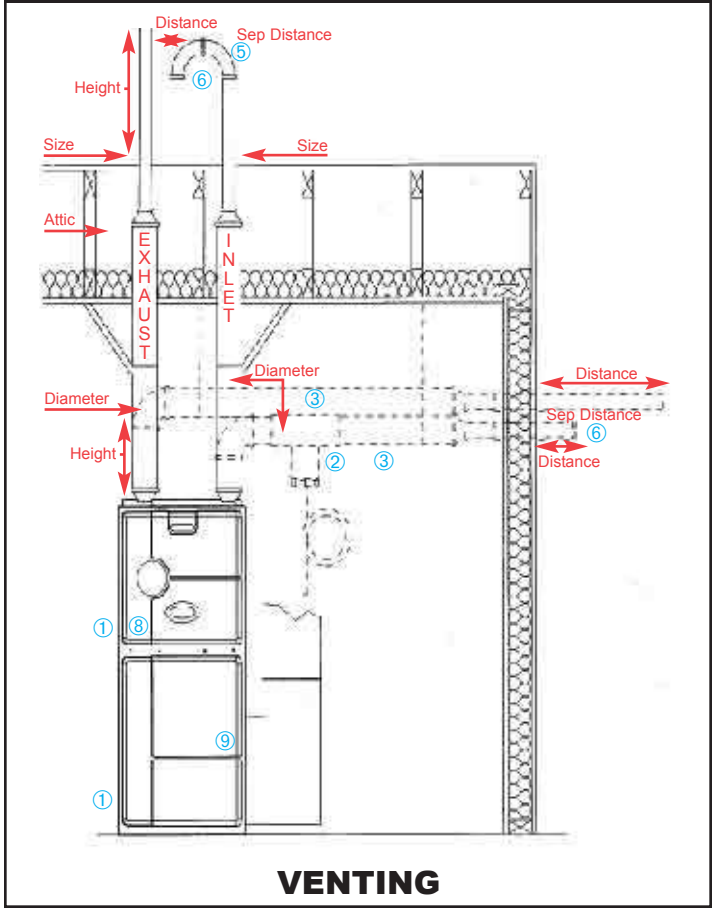 Distance
Sep Distance
⑤
⑥
Height
Size
Size
Attic
EXHAUST
INLET
Diameter
Distance
③
Diameter
Sep Distance
⑥
Height
②
③
Distance
①
⑧
⑨
①
VENTING